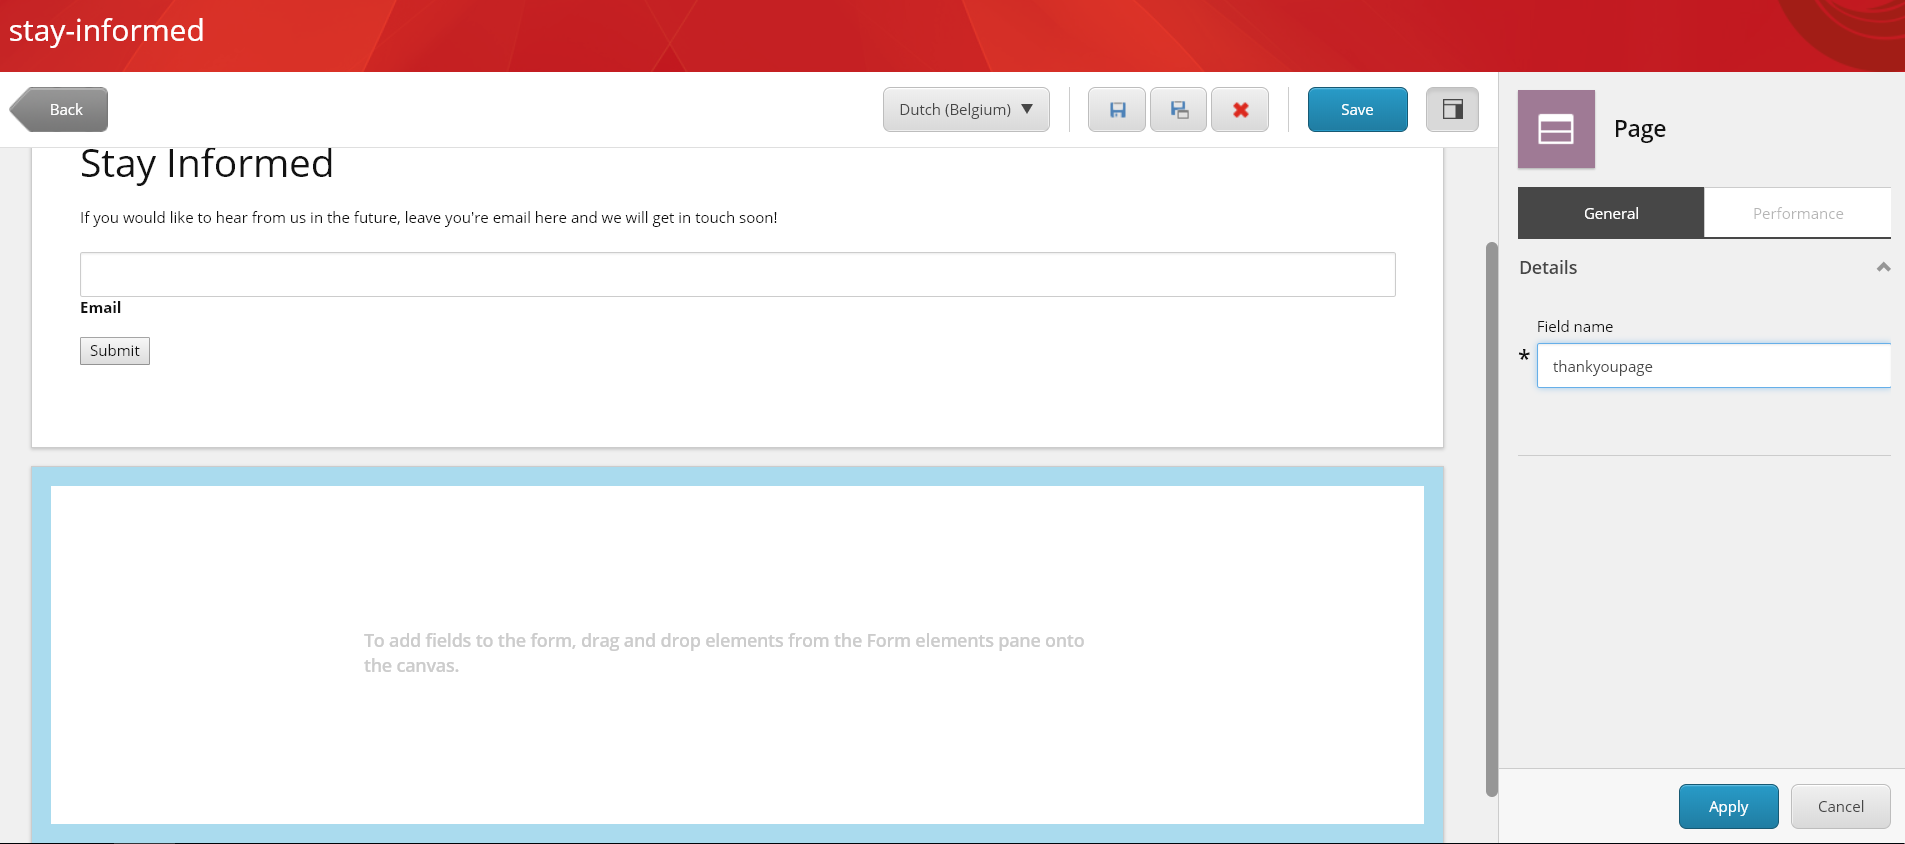 stay-informed
Back
Dutch (Belgium)
Save
Stay Informed
If you would like to hear from us in the future, leave you're email here and we will get in touch soon!
Email
Submit
To add fields to the form, drag and drop elements from the Form elements pane onto
the canvas.
Page
General
Performance
Details
Field name
* thankyoupage
Apply
Cancel